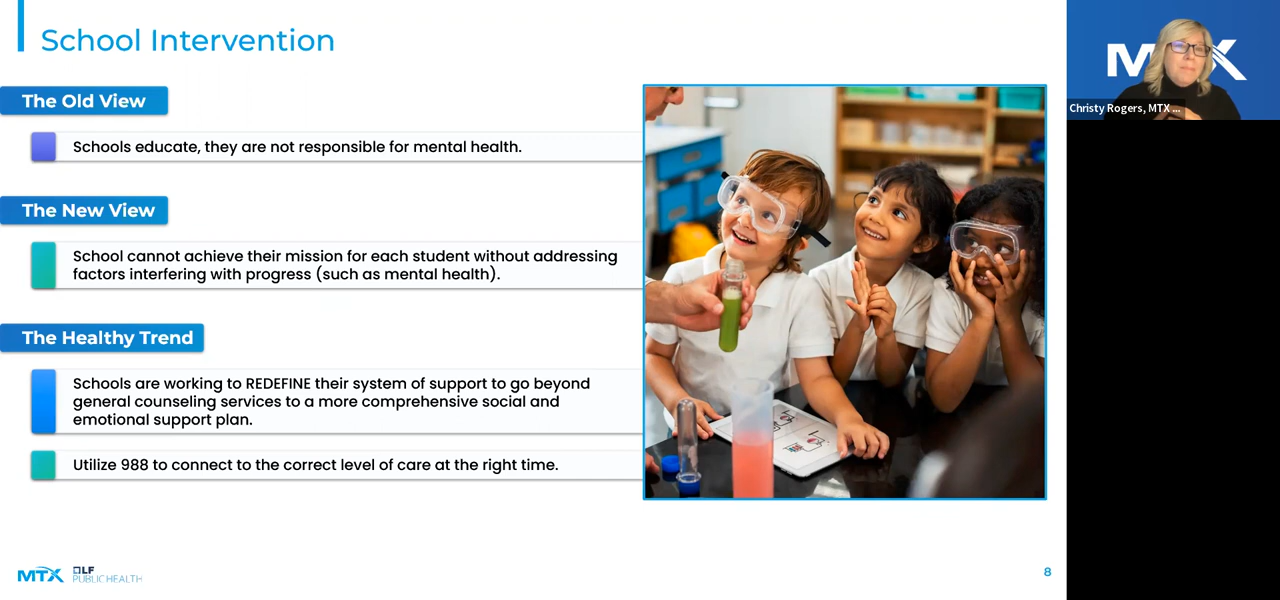 School Intervention
The Old View
Schools educate, they are not responsible for mental health.
The New View
School cannot achieve their mission for each student without addressing
factors interfering with progress (such as mental health).
The Healthy Trend
Schools are working to REDEFINE their system of support to go beyond
general counseling services to a more comprehensive social and
emotional support plan.
Utilize 988 to connect to the correct level of care at the right time.
MTX
LF
PUBLIC HEALTH
8
MTX
Christy Rogers, MTX ...